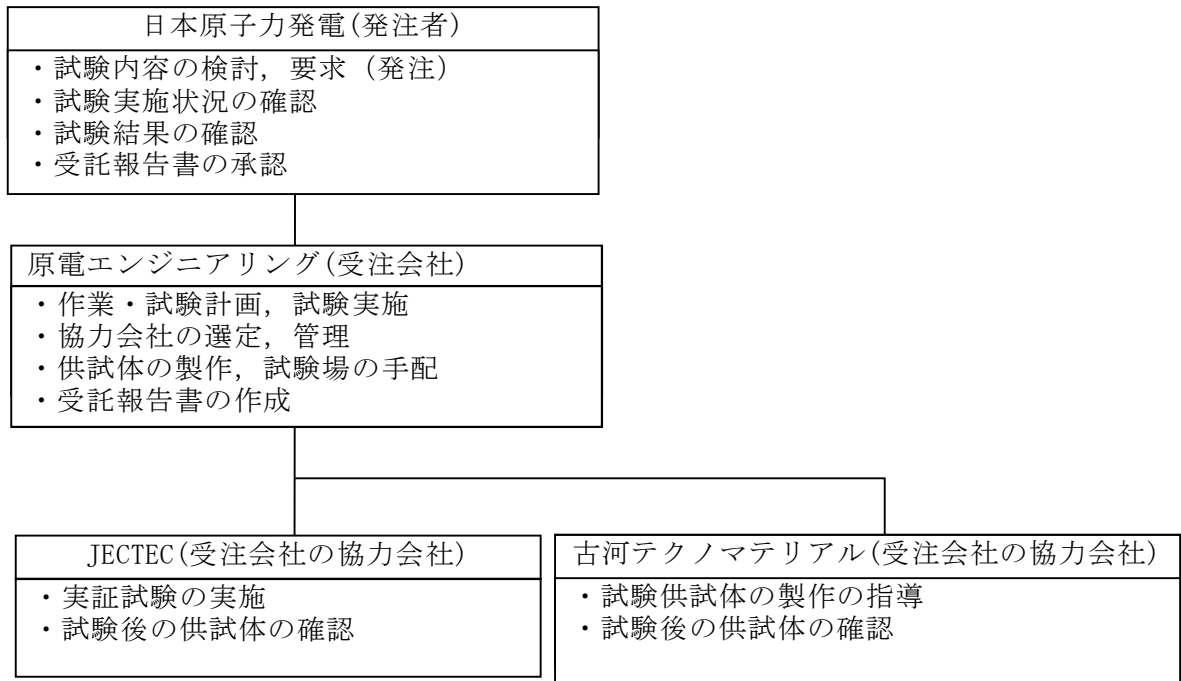 日本原子力発電(発注者)
・試験内容の検討，要求（発注）
・試験実施状況の確認
・試験結果の確認
・受託報告書の承認
原電エンジニアリング(受注会社)
・作業・試験計画，試験実施
・協力会社の選定，管理
・供試体の製作，試験場の手配
・受託報告書の作成
JECTEC(受注会社の協力会社)
・実証試験の実施
・試験後の供試体の確認
古河テクノマテリアル(受注会社の協力会社)
・試験供試体の製作の指導
・試験後の供試体の確認